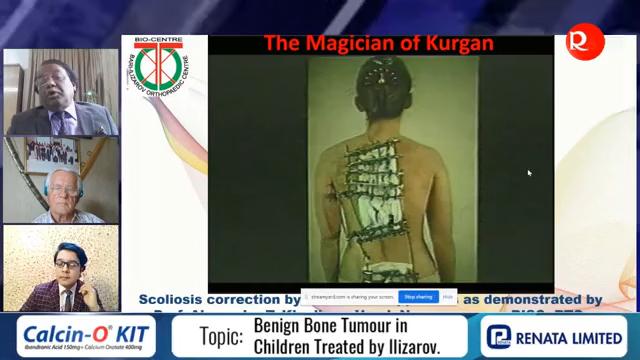 BIO-CENTRE
BARI-ILIZAROV ORTHOPAEDIC CENTRE
The Magician of Kurgan
R
streamyard.com is sharing your screen.
Stop sharing
Hide
Scoliosis correction by
as demonstrated by
Calcin-O® KIT
Ibandronic Acid 150mg+Calcium Orotate 400mg
Topic:
Benign Bone Tumour in
Children Treated by Ilizarov.
RENATA LIMITED